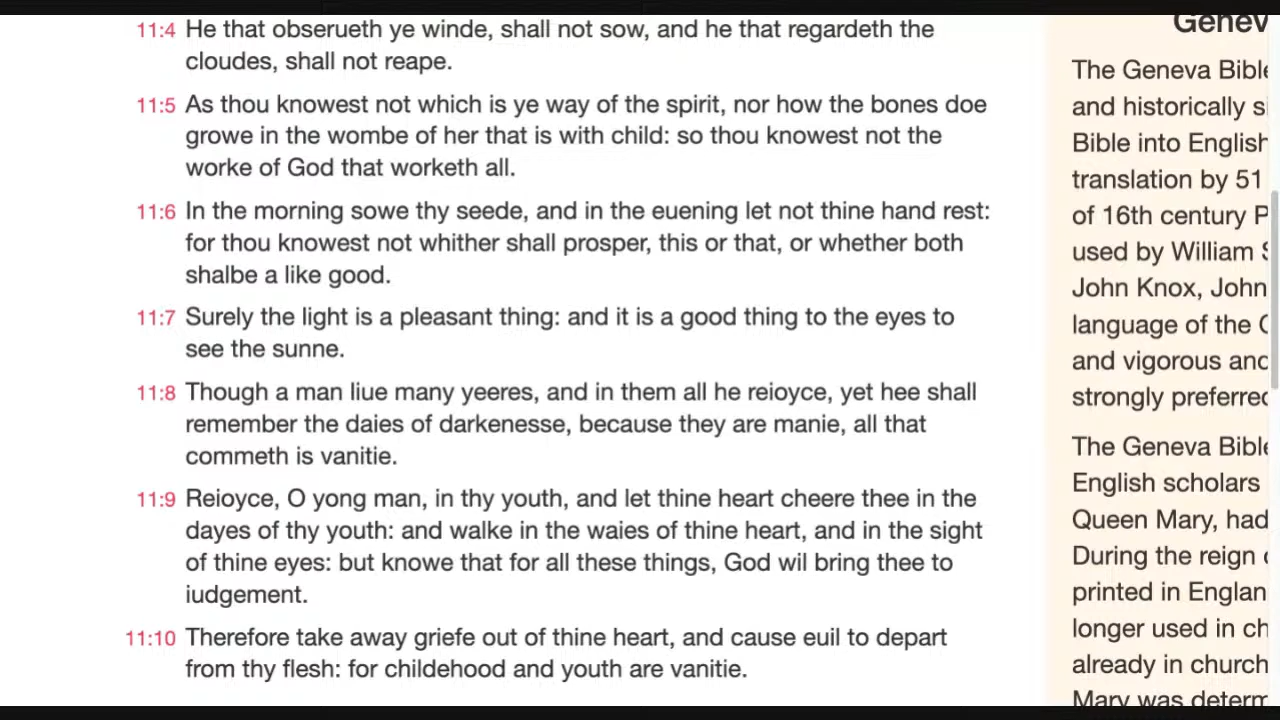 11:4 He that obserueth ye winde, shall not sow, and he that regardeth the
cloudes, shall not reape.
11:5 As thou knowest not which is ye way of the spirit, nor how the bones doe
growe in the wombe of her that is with child: so thou knowest not the
worke of God that worketh all.
11:6 In the morning sowe thy seede, and in the euening let not thine hand rest:
for thou knowest not whither shall prosper, this or that, or whether both
shalbe a like good.
11:7 Surely the light is a pleasant thing: and it is a good thing to the eyes to
see the sunne.
11:8 Though a man liue many yeeres, and in them all he reioyce, yet hee shall
remember the daies of darkenesse, because they are manie, all that
commeth is vanitie.
11:9 Reioyce, O yong man, in thy youth, and let thine heart cheere thee in the
dayes of thy youth: and walke in the waies of thine heart, and in the sight
of thine eyes: but knowe that for all these things, God wil bring thee to
iudgement.
11:10 Therefore take away griefe out of thine heart, and cause euil to depart
from thy flesh: for childehood and youth are vanitie.
Genev
The Geneva Bible
and historically
Bible into English
translation by 51
of 16th century
used by William
John Knox, John
language of the
and vigorous and
strongly preferred
The Geneva Bible
English scholars
Queen Mary, had
During the reign
printed in Englan
longer used in ch
already in church
Mary was determ